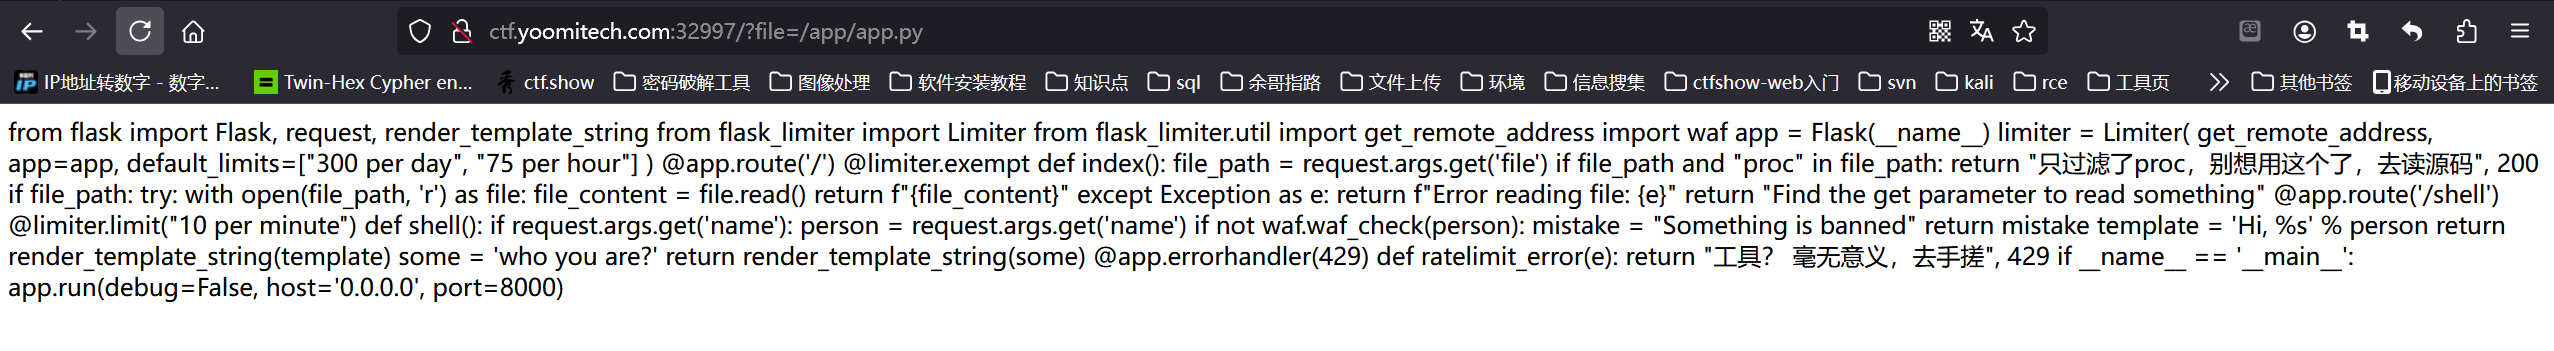 ctf.yoomitech.com:32997/?file=/app/app.py
IP地址转数字 - 数字... Twin-Hex Cypher en... ctf.show 密码破解工具 图像处理 软件安装教程 知识点 sql 余哥指路 文件上传 环境 信息搜集 ctfshow-web入门 svn kali rce 工具页 其他书签 移动设备上的书签
from flask import Flask, request, render_template_string from flask_limiter import Limiter from flask_limiter.util import get_remote_address import waf app = Flask(__name__) limiter = Limiter( get_remote_address,
app=app, default_limits=["300 per day", "75 per hour"] ) @app.route('/') @limiter.exempt def index(): file_path = request.args.get('file') if file_path and "proc" in file_path: return "只过滤了proc，别想用这个了，去读源码", 200
if file_path: try: with open(file_path, 'r') as file: file_content = file.read() return f"{file_content}" except Exception as e: return f"Error reading file: {e}" return "Find the get parameter to read something" @app.route('/shell')
@limiter.limit("10 per minute") def shell(): if request.args.get('name'): person = request.args.get('name') if not waf.waf_check(person): mistake = "Something is banned" return mistake template = 'Hi, %s' % person return
render_template_string(template) some = 'who you are?' return render_template_string(some) @app.errorhandler(429) def ratelimit_error(e): return "工具？ 毫无意义，去手搓", 429 if __name__ == '__main__':
app.run(debug=False, host='0.0.0.0', port=8000)